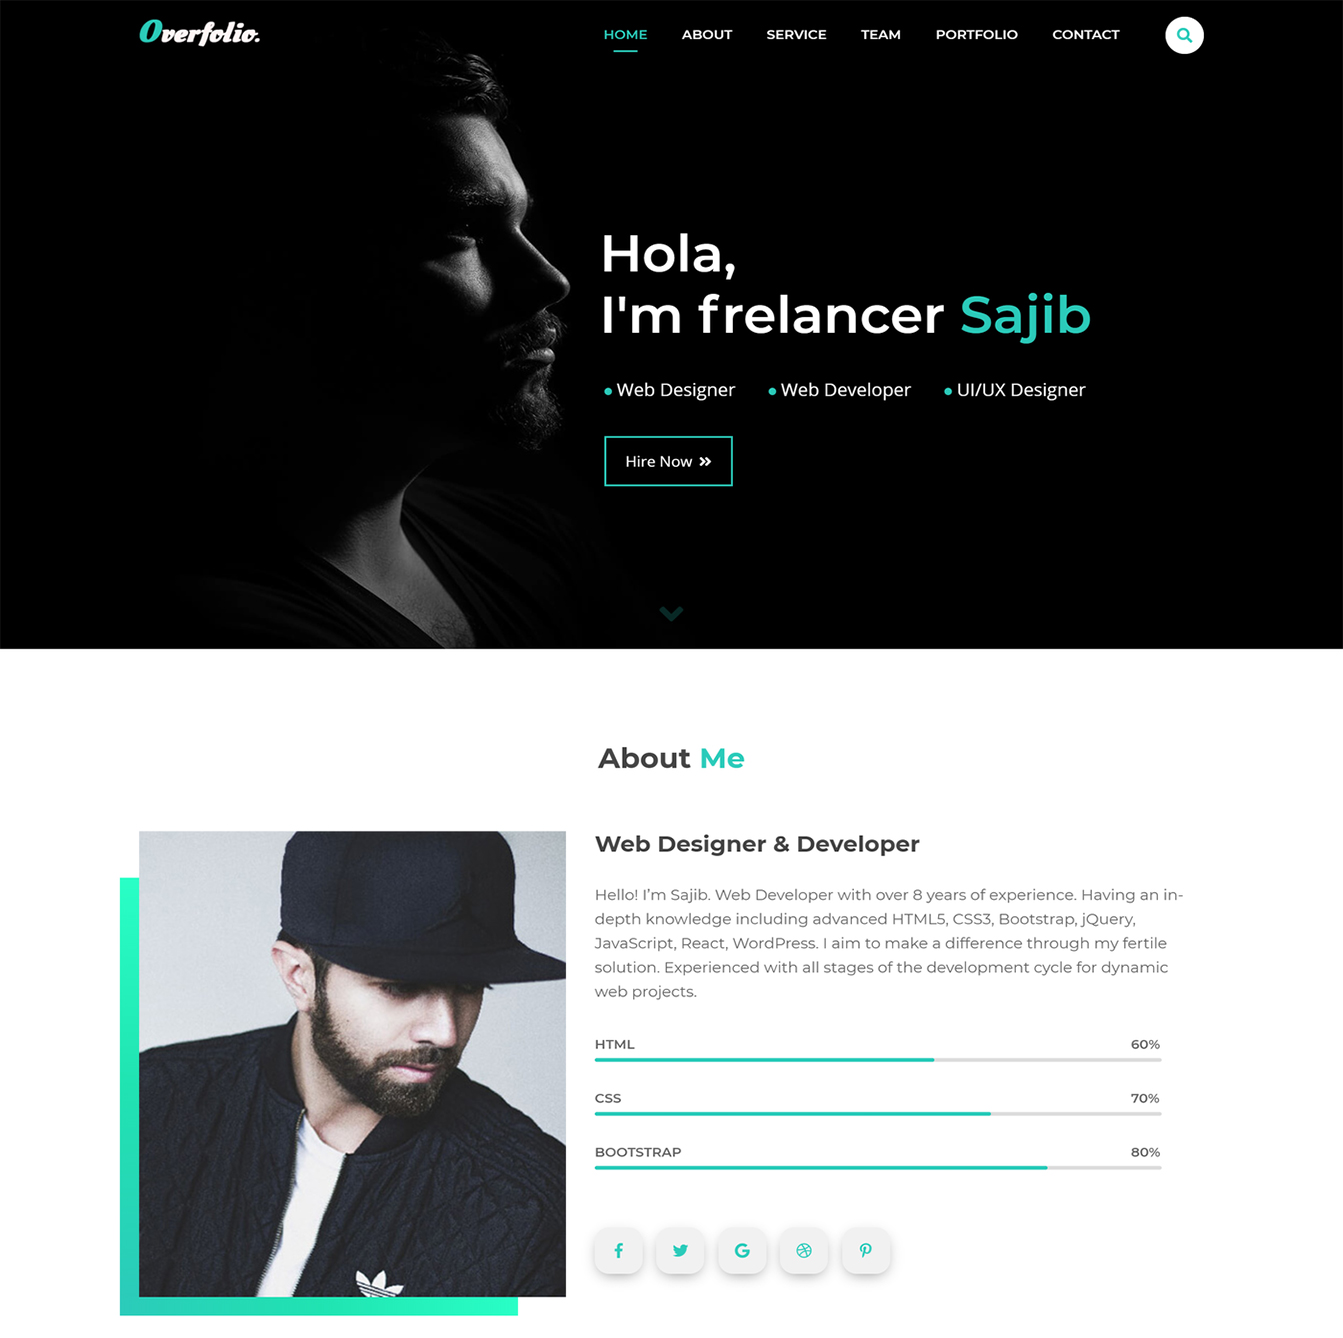 Overfolio.
HOME ABOUT SERVICE TEAM PORTFOLIO CONTACT
Hola,
I'm frelancer Sajib
Web Designer Web Developer UI/UX Designer
Hire Now
About Me
Web Designer & Developer
Hello! I’m Sajib. Web Developer with over 8 years of experience. Having an in-
depth knowledge including advanced HTML5, CSS3, Bootstrap, jQuery,
JavaScript, React, WordPress. I aim to make a difference through my fertile
solution. Experienced with all stages of the development cycle for dynamic
web projects.
HTML 60%
CSS 70%
BOOTSTRAP 80%